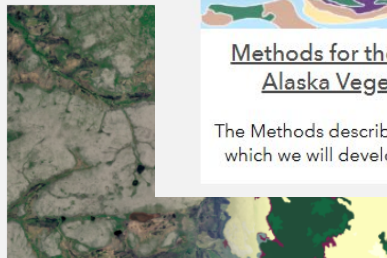 Methods for the
Alaska Vege
The Methods describ
which we will develo